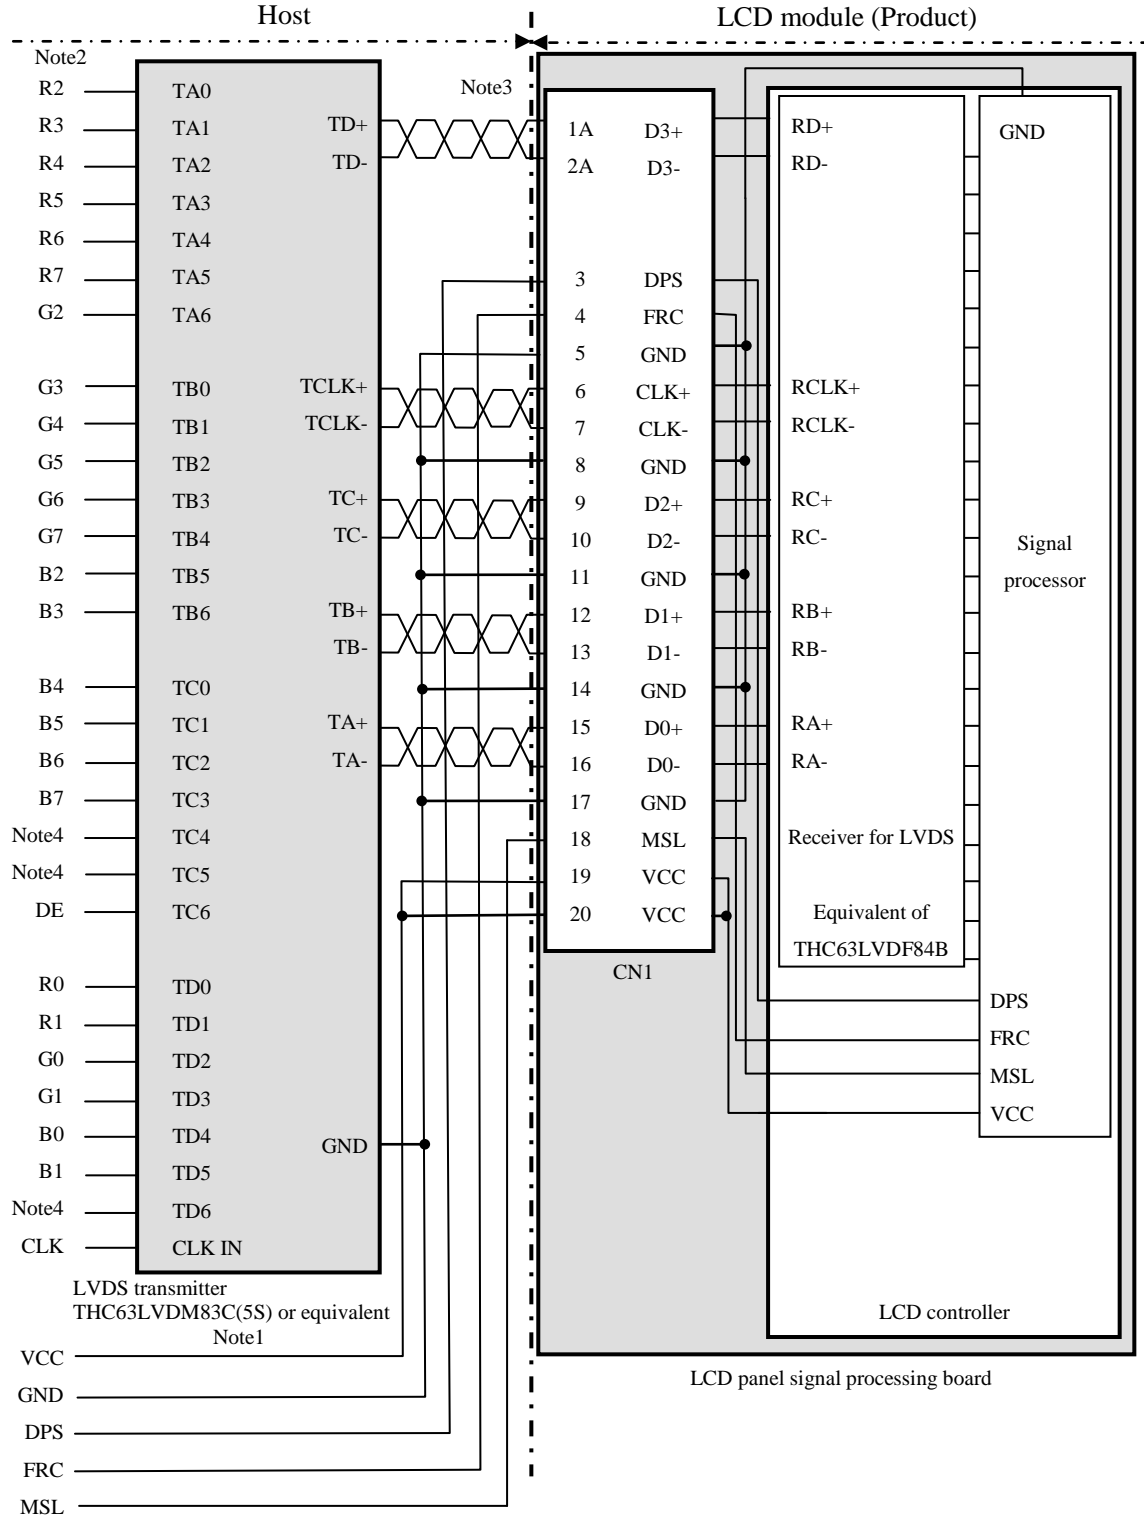 Host
LCD module (Product)
Note2
Note3
R2 TA0
R3 TA1
R4 TA2
R5 TA3
R6 TA4
R7 TA5
G2 TA6
G3 TB0
G4 TB1
G5 TB2
G6 TB3
G7 TB4
B2 TB5
B3 TB6
B4 TC0
B5 TC1
B6 TC2
B7 TC3
Note4 TC4
Note4 TC5
DE TC6
R0 TD0
R1 TD1
G0 TD2
G1 TD3
B0 TD4
B1 TD5
Note4 TD6
CLK CLK IN
TD+
TD-
TCLK+
TCLK-
TC+
TC-
TB+
TB-
TA+
TA-
GND
LVDS transmitter
THC63LVDM83C(5S) or equivalent
Note1
VCC
GND
DPS
FRC
MSL
1A D3+
2A D3-
3 DPS
4 FRC
5 GND
6 CLK+
7 CLK-
8 GND
9 D2+
10 D2-
11 GND
12 D1+
13 D1-
14 GND
15 D0+
16 D0-
17 GND
18 MSL
19 VCC
20 VCC
CN1
RD+
RD-
RCLK+
RCLK-
RC+
RC-
RB+
RB-
RA+
RA-
Receiver for LVDS
Equivalent of
THC63LVDF84B
GND
Signal
processor
DPS
FRC
MSL
VCC
LCD controller
LCD panel signal processing board